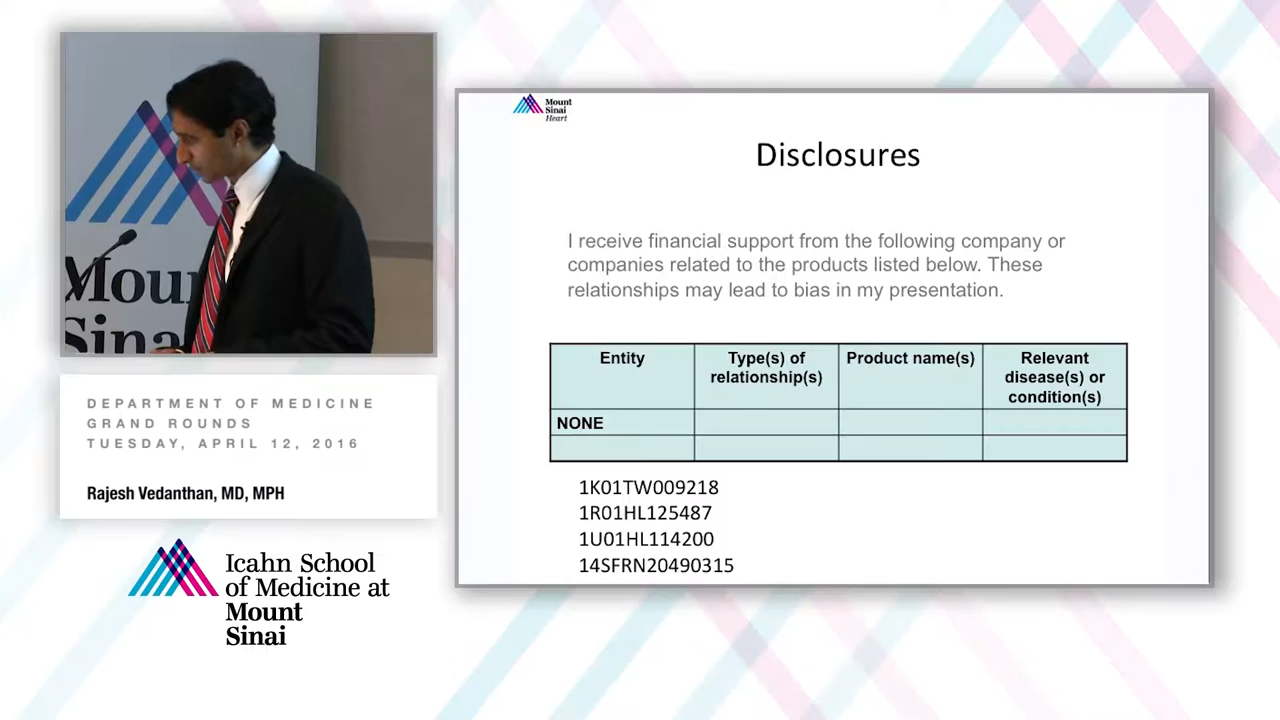 Mount
Sinai
DEPARTMENT OF MEDICINE
GRAND ROUNDS
TUESDAY, APRIL 12, 2016
Rajesh Vedanthan, MD, MPH
Icahn School
of Medicine at
Mount
Sinai
Mount
Sinai
Heart
Disclosures
I receive financial support from the following company or
companies related to the products listed below. These
relationships may lead to bias in my presentation.
Entity
Type(s) of
relationship(s)
Product name(s)
Relevant
disease(s) or
condition(s)
NONE
1K01TW009218
1R01HL125487
1U01HL114200
14SFRN20490315